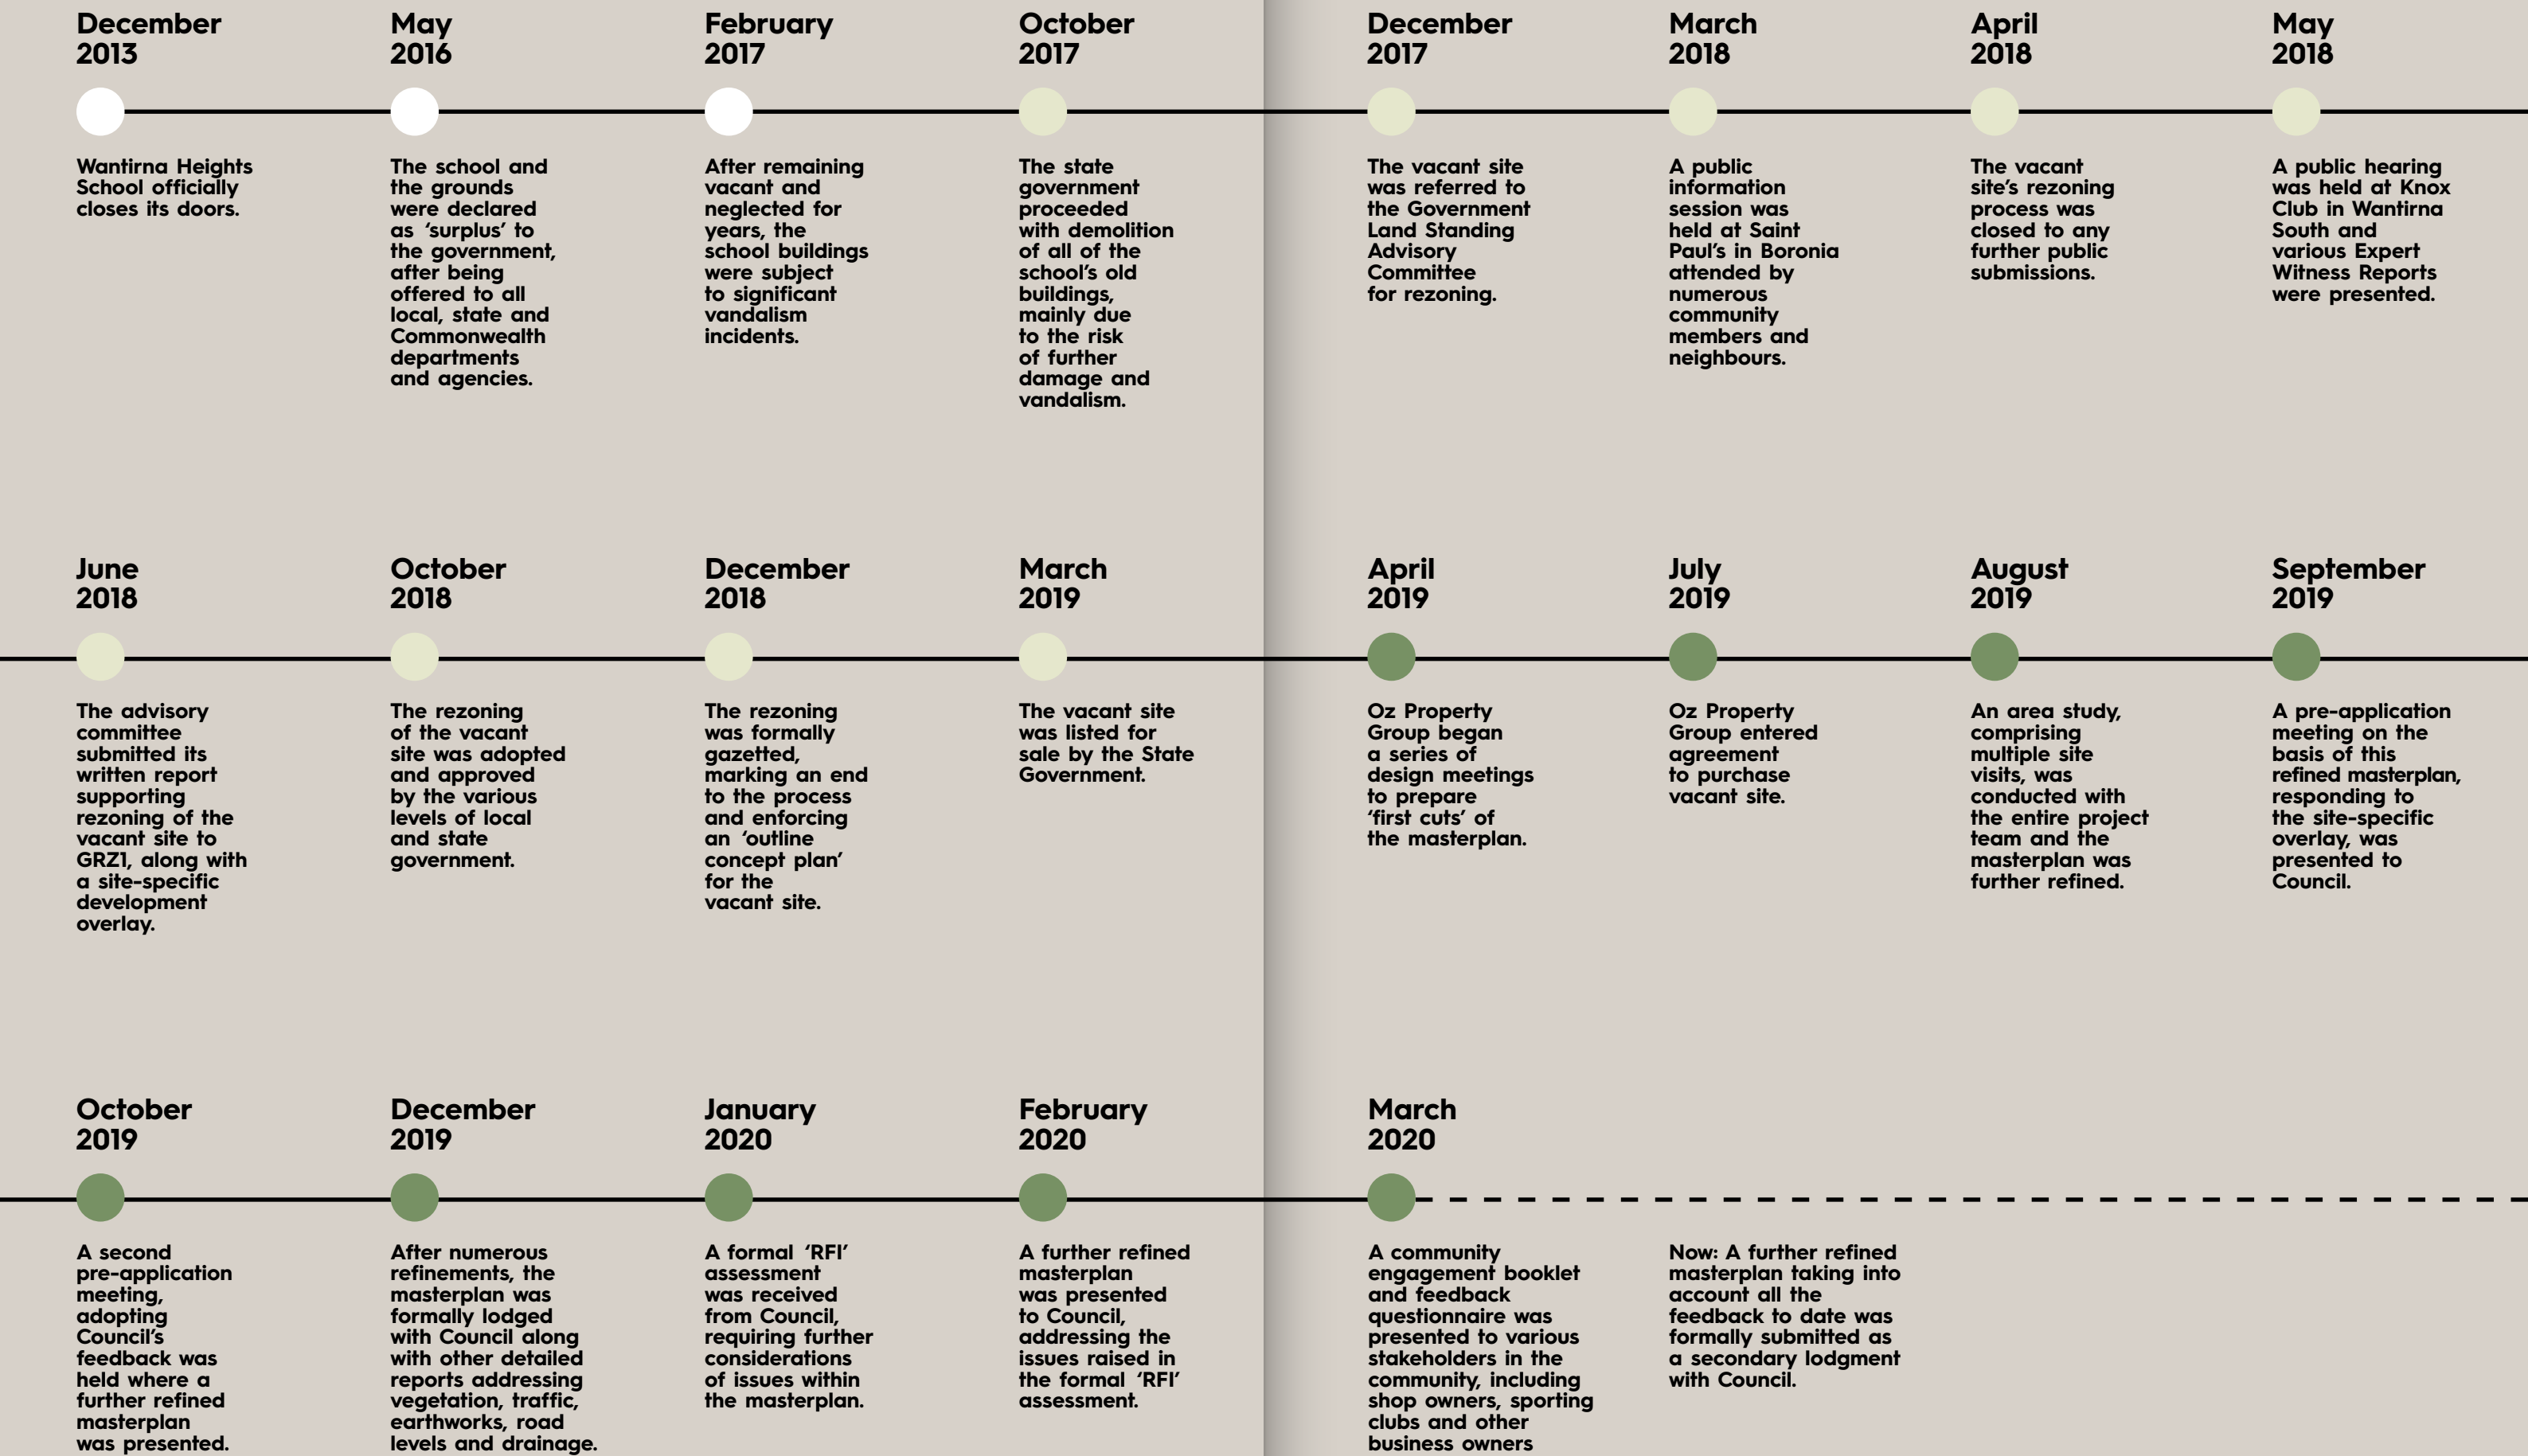 December
2013
Wantirna Heights
School officially
closes its doors.
May
2016
The school and
the grounds
were declared
as ‘surplus’ to
the government,
after being
offered to all
local, state and
Commonwealth
departments
and agencies.
February
2017
After remaining
vacant and
neglected for
years, the
school buildings
were subject
to significant
vandalism
incidents.
October
2017
The state
government
proceeded
with demolition
of all of the
school’s old
buildings,
mainly due
to the risk
of further
damage and
vandalism.
December
2017
The vacant site
was referred to
the Government
Land Standing
Advisory
Committee
for rezoning.
March
2018
A public
information
session was
held at Saint
Paul’s in Boronia
attended by
numerous
community
members and
neighbours.
April
2018
The vacant
site’s rezoning
process was
closed to any
further public
submissions.
May
2018
A public hearing
was held at Knox
Club in Wantirna
South and
various Expert
Witness Reports
were presented.
June
2018
The advisory
committee
submitted its
written report
supporting
rezoning of the
vacant site to
GRZ1, along with
a site-specific
development
overlay.
October
2018
The rezoning
of the vacant
site was adopted
and approved
by the various
levels of local
and state
government.
December
2018
The rezoning
was formally
gazetted,
marking an end
to the process
and enforcing
an ‘outline
concept plan’
for the
vacant site.
March
2019
The vacant site
was listed for
sale by the State
Government.
April
2019
Oz Property
Group began
a series of
design meetings
to prepare
‘first cuts’ of
the masterplan.
July
2019
Oz Property
Group entered
agreement
to purchase
vacant site.
August
2019
An area study,
comprising
multiple site
visits, was
conducted with
the entire project
team and the
masterplan was
further refined.
September
2019
A pre-application
meeting on the
basis of this
refined masterplan,
responding to
the site-specific
overlay, was
presented to
Council.
October
2019
A second
pre-application
meeting,
adopting
Council’s
feedback was
held where a
further refined
masterplan
was presented.
December
2019
After numerous
refinements, the
masterplan was
formally lodged
with Council along
with other detailed
reports addressing
vegetation, traffic,
earthworks, road
levels and drainage.
January
2020
A formal ‘RFI’
assessment
was received
from Council,
requiring further
considerations
of issues within
the masterplan.
February
2020
A further refined
masterplan
was presented
to Council,
addressing the
issues raised in
the formal ‘RFI’
assessment.
March
2020
A community
engagement booklet
and feedback
questionnaire was
presented to various
stakeholders in the
community, including
shop owners, sporting
clubs and other
business owners
Now: A further refined
masterplan taking into
account all the
feedback to date was
formally submitted as
a secondary lodgment
with Council.